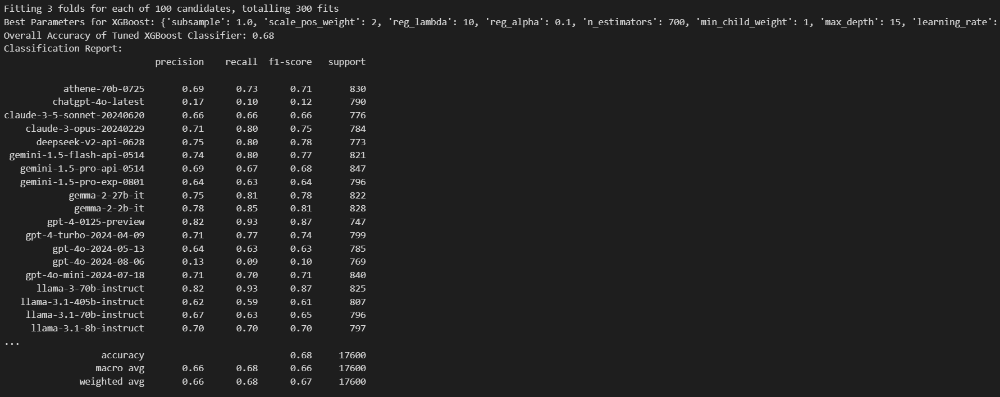 Fitting 3 folds for each of 100 candidates, totalling 300 fits
Best Parameters for XGBoost: {'subsample': 1.0, 'scale_pos_weight': 2, 'reg_lambda': 10, 'reg_alpha': 0.1, 'n_estimators': 700, 'min_child_weight': 1, 'max_depth': 15, 'learning_rate':
Overall Accuracy of Tuned XGBoost Classifier: 0.68
Classification Report:
precision recall f1-score support
athene-70b-0725 0.69 0.73 0.71 830
chatgpt-4o-latest 0.17 0.10 0.12 790
claude-3-5-sonnet-20240620 0.66 0.66 0.66 776
claude-3-opus-20240229 0.71 0.80 0.75 784
deepseek-v2-api-0628 0.75 0.80 0.78 773
gemini-1.5-flash-api-0514 0.74 0.80 0.77 821
gemini-1.5-pro-api-0514 0.69 0.67 0.68 847
gemini-1.5-pro-exp-0801 0.64 0.63 0.64 796
gemma-2-27b-it 0.75 0.81 0.78 822
gemma-2-2b-it 0.78 0.85 0.81 828
gpt-4-0125-preview 0.82 0.93 0.87 747
gpt-4-turbo-2024-04-09 0.71 0.77 0.74 799
gpt-4o-2024-05-13 0.64 0.63 0.63 785
gpt-4o-2024-08-06 0.13 0.09 0.10 769
gpt-4o-mini-2024-07-18 0.71 0.70 0.71 840
llama-3-70b-instruct 0.82 0.93 0.87 825
llama-3.1-405b-instruct 0.62 0.59 0.61 807
llama-3.1-70b-instruct 0.67 0.63 0.65 796
llama-3.1-8b-instruct 0.70 0.70 0.70 797
...
accuracy 0.68 17600
macro avg 0.66 0.68 0.66 17600
weighted avg 0.66 0.68 0.67 17600